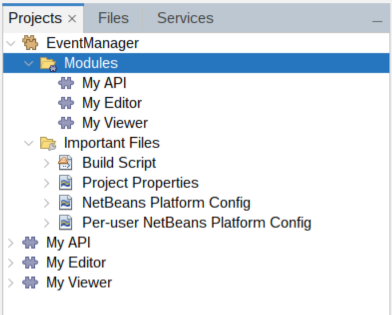 Projects × Files Services
EventManager
Modules
My API
My Editor
My Viewer
Important Files
Build Script
Project Properties
NetBeans Platform Config
Per-user NetBeans Platform Config
My API
My Editor
My Viewer